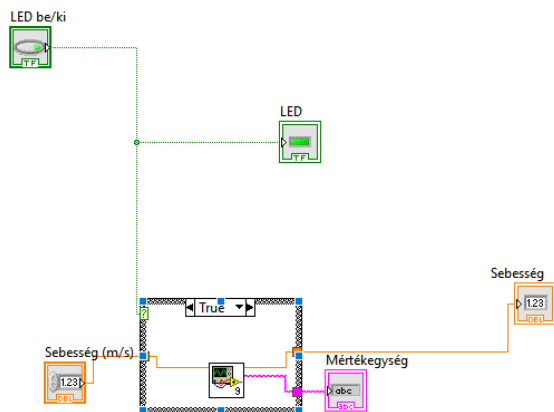 LED be/ki
TF
LED
TF
Sebesség
1.23
DBL
True
?
Sebesség (m/s)
1.23
DBL
9
Mértékegység
abc
abc